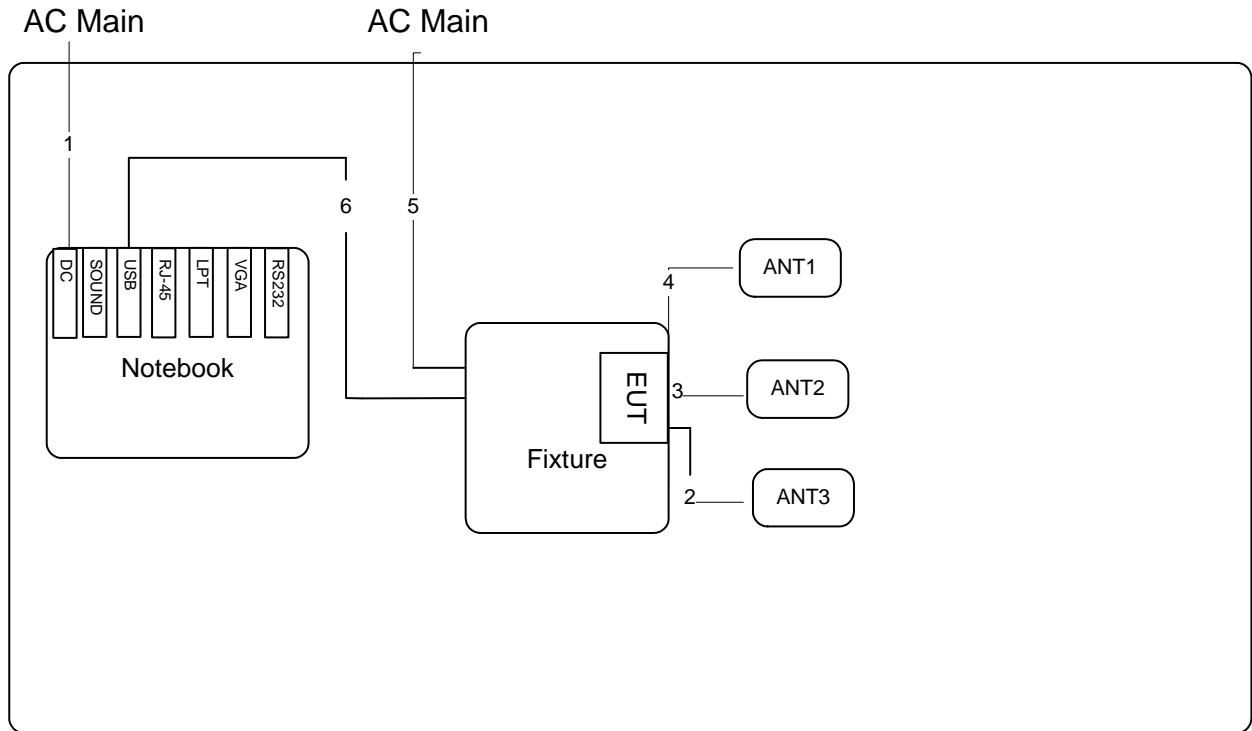 AC Main
AC Main
1
6
5
DC
SOUND
USB
RJ-45
LPT
VGA
RS232
Notebook
4
ANT1
EUT
3
ANT2
Fixture
2
ANT3